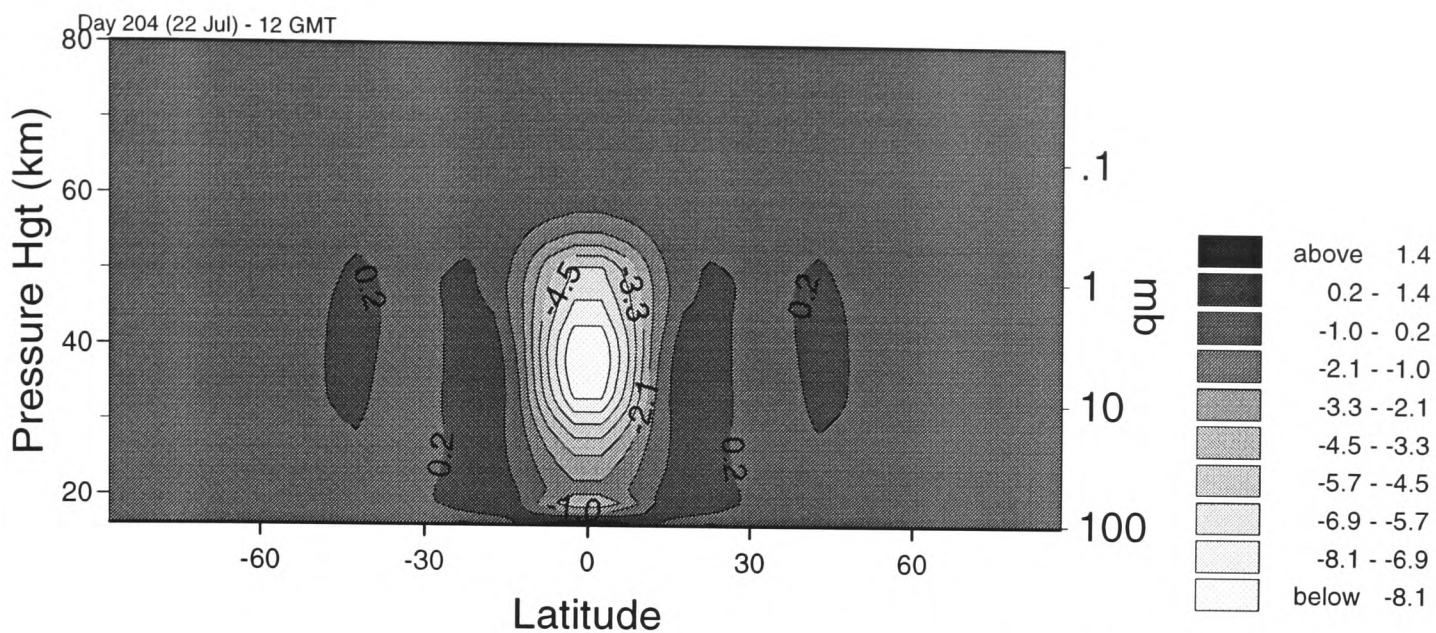 Day 204 (22 Jul) - 12 GMT
Pressure Hgt (km)
80
60
40
20
-60
-30
0
30
60
Latitude
.1
1
10
100
mb
0.2
0.2
-4.5
-3.3
-2.1
-1.0
0.2
0.2
above 1.4
0.2 - 1.4
-1.0 - 0.2
-2.1 - -1.0
-3.3 - -2.1
-4.5 - -3.3
-5.7 - -4.5
-6.9 - -5.7
-8.1 - -6.9
below -8.1